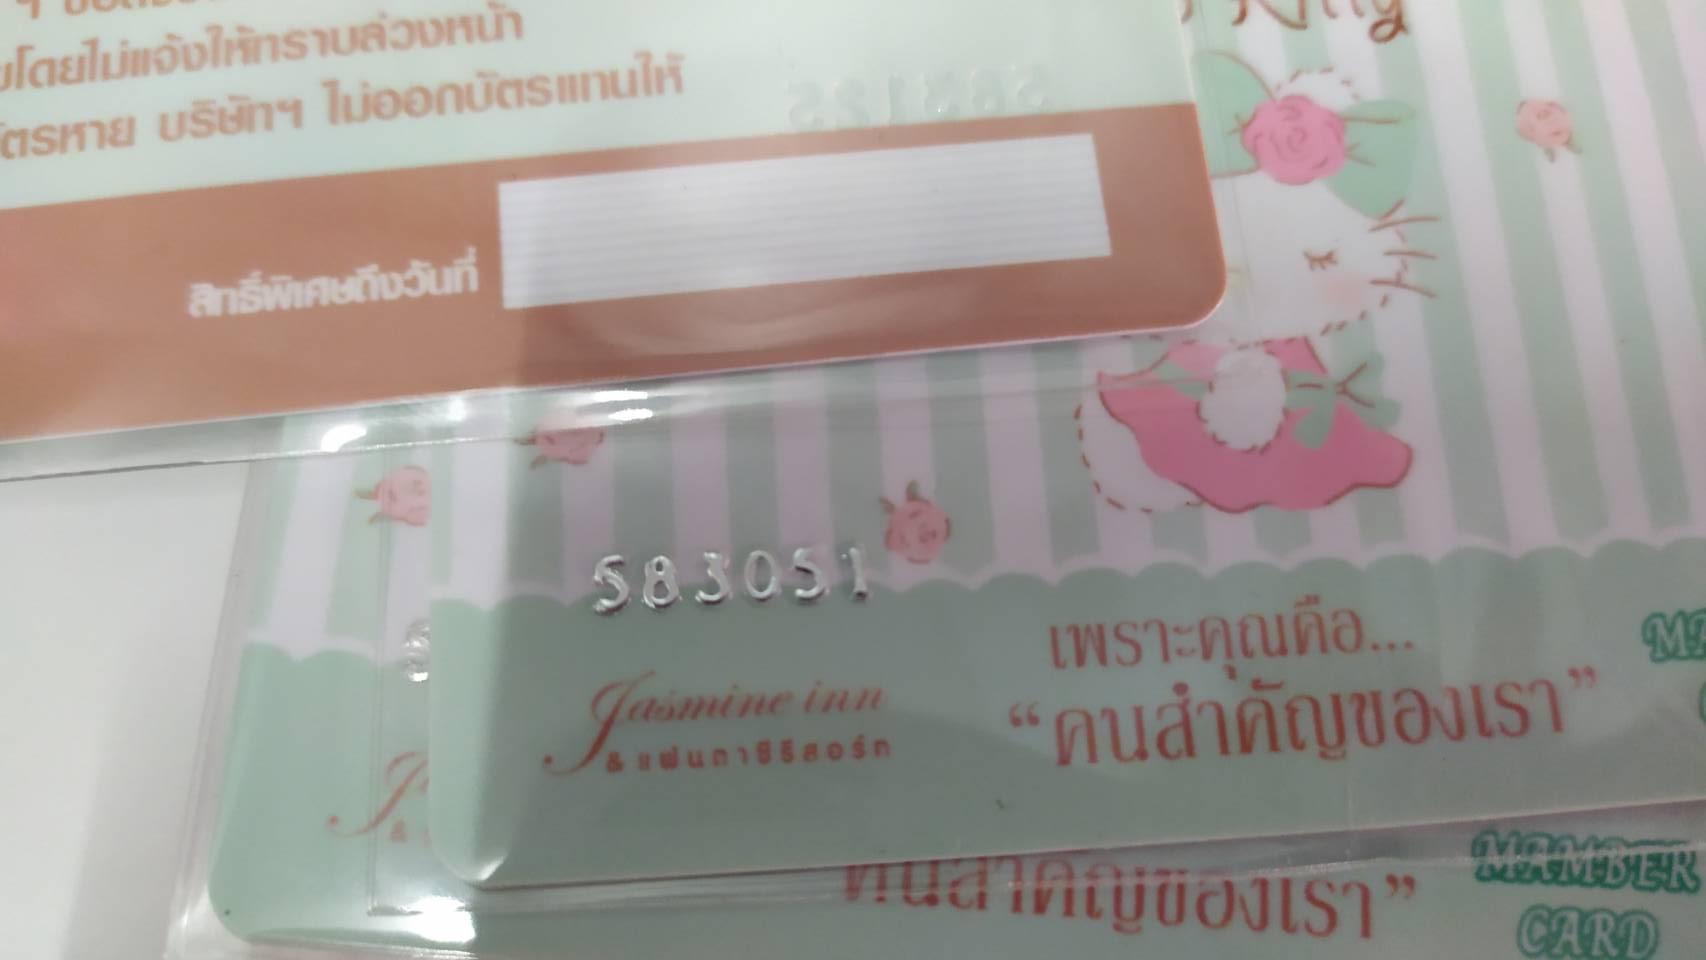 โดยไม่แจ้งให้ทราบล่วงหน้า
บัตรหาย บริษัทฯ ไม่ออกบัตรแทนให้
สิทธิ์พิเศษถึงวันที่
Kitty
S83051
Jasmine inn
& แฟนตาซีรีสอร์ท
เพราะคุณคือ...
“คนสำคัญของเรา”
คนสำคัญของเรา”
MAMBER
CARD